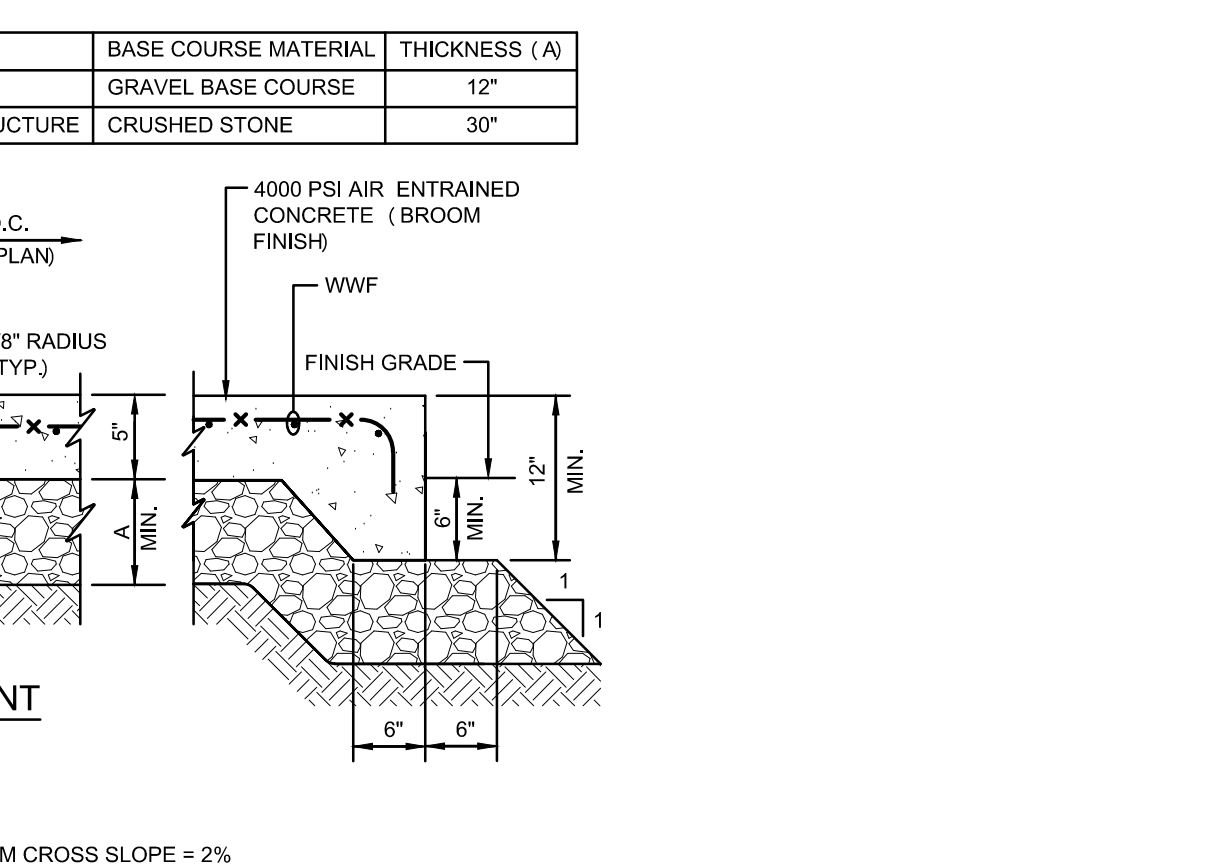 BASE COURSE MATERIAL THICKNESS ( A)
GRAVEL BASE COURSE 12"
UCTURE CRUSHED STONE 30"
4000 PSI AIR ENTRAINED
CONCRETE ( BROOM
FINISH)
.C.
PLAN)
WWF
8" RADIUS
TYP.)
FINISH GRADE
5"
A
MIN.
6"
MIN.
12"
MIN.
1
1
NT
6" 6"
M CROSS SLOPE = 2%